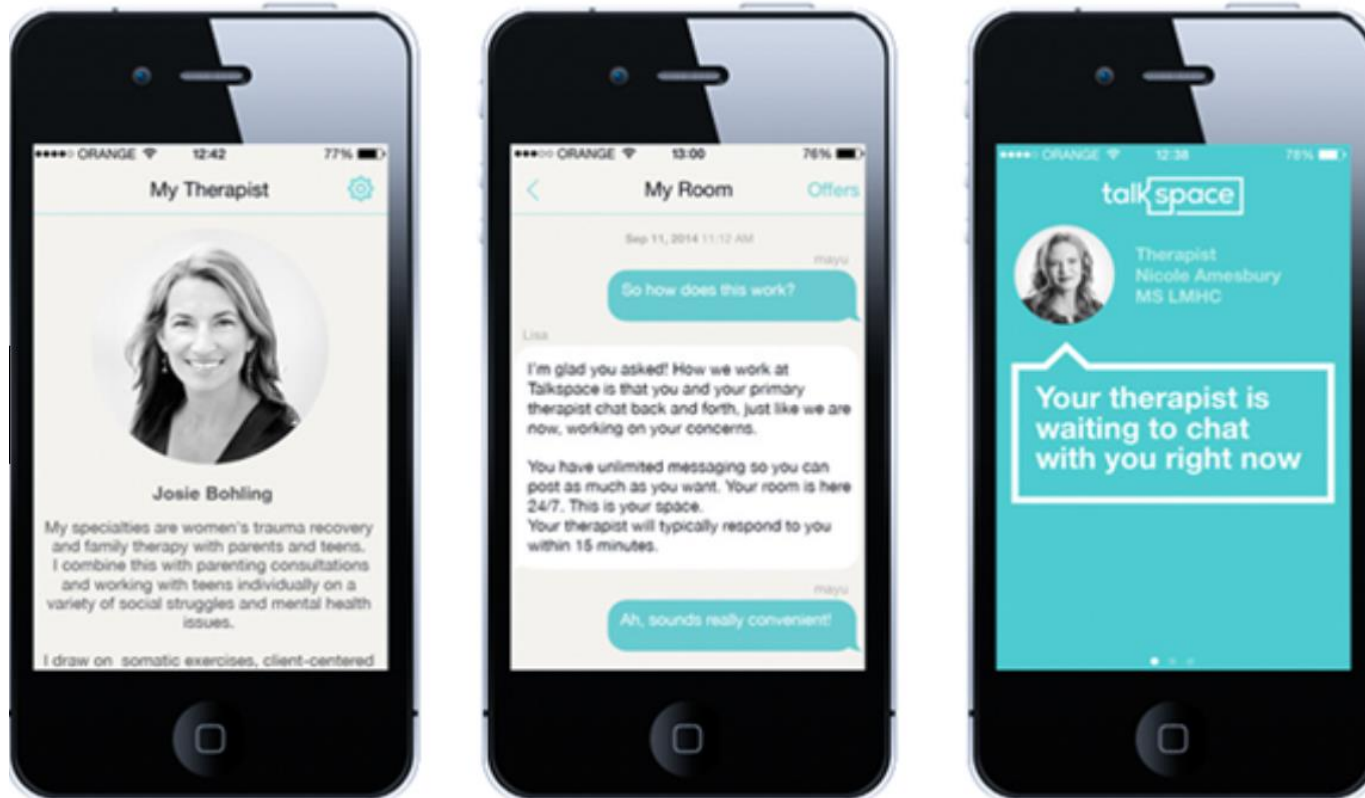 ORANGE 12:42 77%
My Therapist
Josie Bohling
My specialties are women's trauma recovery
and family therapy with parents and teens.
I combine this with parenting consultations
and working with teens individually on a
variety of social struggles and mental health
issues.
I draw on somatic exercises, client-centered
ORANGE 13:00 76%
My Room Offers
Sep 11, 2014 11:12 AM
mayu
So how does this work?
Lisa
I'm glad you asked! How we work at
Talkspace is that you and your primary
therapist chat back and forth, just like we are
now, working on your concerns.
You have unlimited messaging so you can
post as much as you want. Your room is here
24/7. This is your space.
Your therapist will typically respond to you
within 15 minutes.
mayu
Ah, sounds really convenient!
ORANGE 12:38 78%
talkspace
Therapist
Nicole Amesbury
MS LMHC
Your therapist is
waiting to chat
with you right now